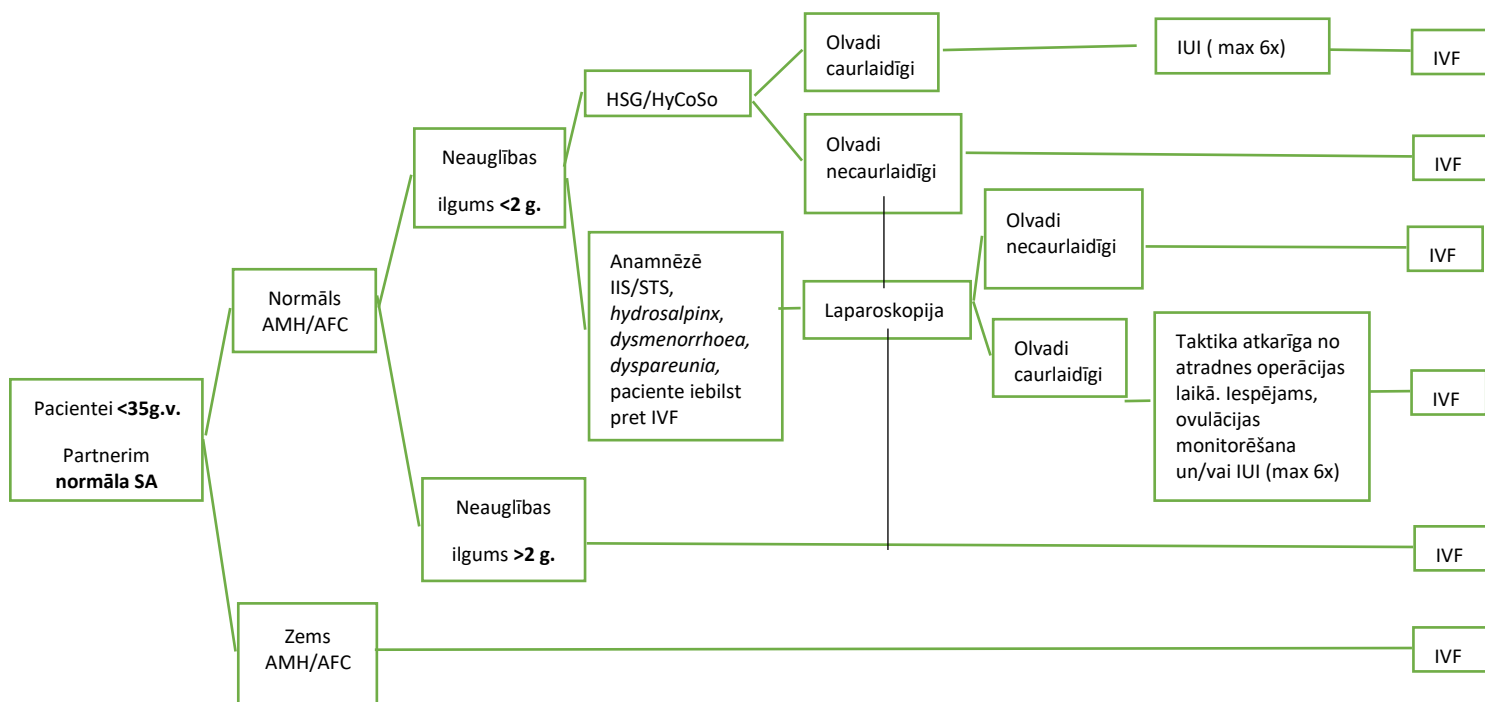 Pacientei <35g.v.
Partnerim
normāla SA
Normāls
AMH/AFC
Zems
AMH/AFC
Neauglības
ilgums <2 g.
Neauglības
ilgums >2 g.
HSG/HyCoSo
Anamnēzē
IIS/STS,
hydrosalpinx,
dysmenorrhoea,
dyspareunia,
paciente iebilst
pret IVF
Olvadi
caurlaidīgi
Olvadi
necaurlaidīgi
Laparoskopija
Olvadi
necaurlaidīgi
Olvadi
caurlaidīgi
IUI ( max 6x)
Taktika atkarīga no
atradnes operācijas
laikā. Iespējams,
ovulācijas
monitorēšana
un/vai IUI (max 6x)
IVF
IVF
IVF
IVF
IVF
IVF